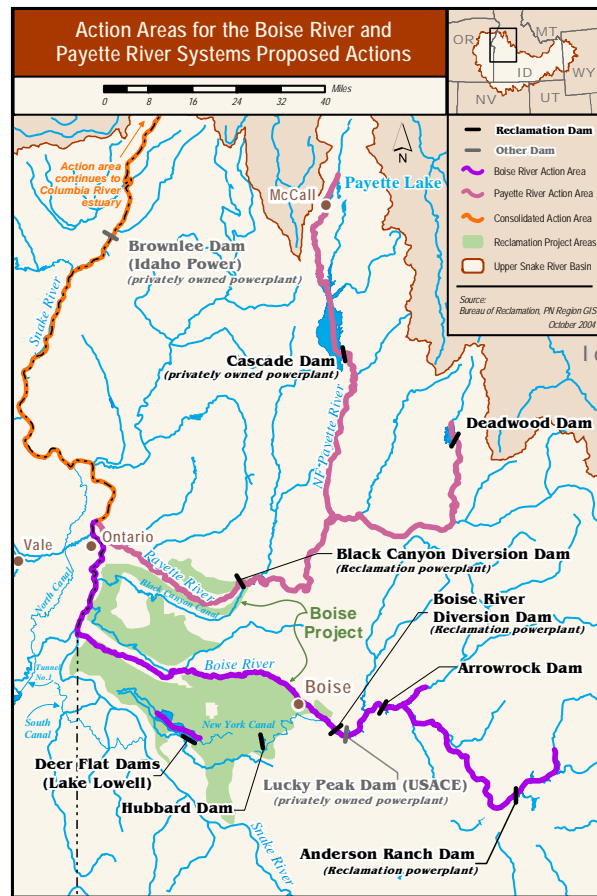 Action Areas for the Boise River and
Payette River Systems Proposed Actions
0 8 16 24 32 40 Miles
OR
MT
ID
WY
NV
UT
Reclamation Dam
Other Dam
Boise River Action Area
Payette River Action Area
Consolidated Action Area
Reclamation Project Areas
Upper Snake River Basin
Source:
Bureau of Reclamation, PN Region GIS
October 2004
N
Action area
continues to
Columbia River
estuary
McCall
Payette Lake
Brownlee Dam
(Idaho Power)
(privately owned powerplant)
Snake River
Cascade Dam
(privately owned powerplant)
NF Payette River
Deadwood Dam
Vale
Ontario
Payette River
Black Canyon Diversion Dam
(Reclamation powerplant)
North Canal
Black Canyon Canal
Boise
Project
Boise River
Diversion Dam
(Reclamation powerplant)
Boise River
Arrowrock Dam
Tunnel
No.1
Boise
South
Canal
New York Canal
Deer Flat Dams
(Lake Lowell)
Lucky Peak Dam (USACE)
(privately owned powerplant)
Hubbard Dam
Snake River
Anderson Ranch Dam
(Reclamation powerplant)